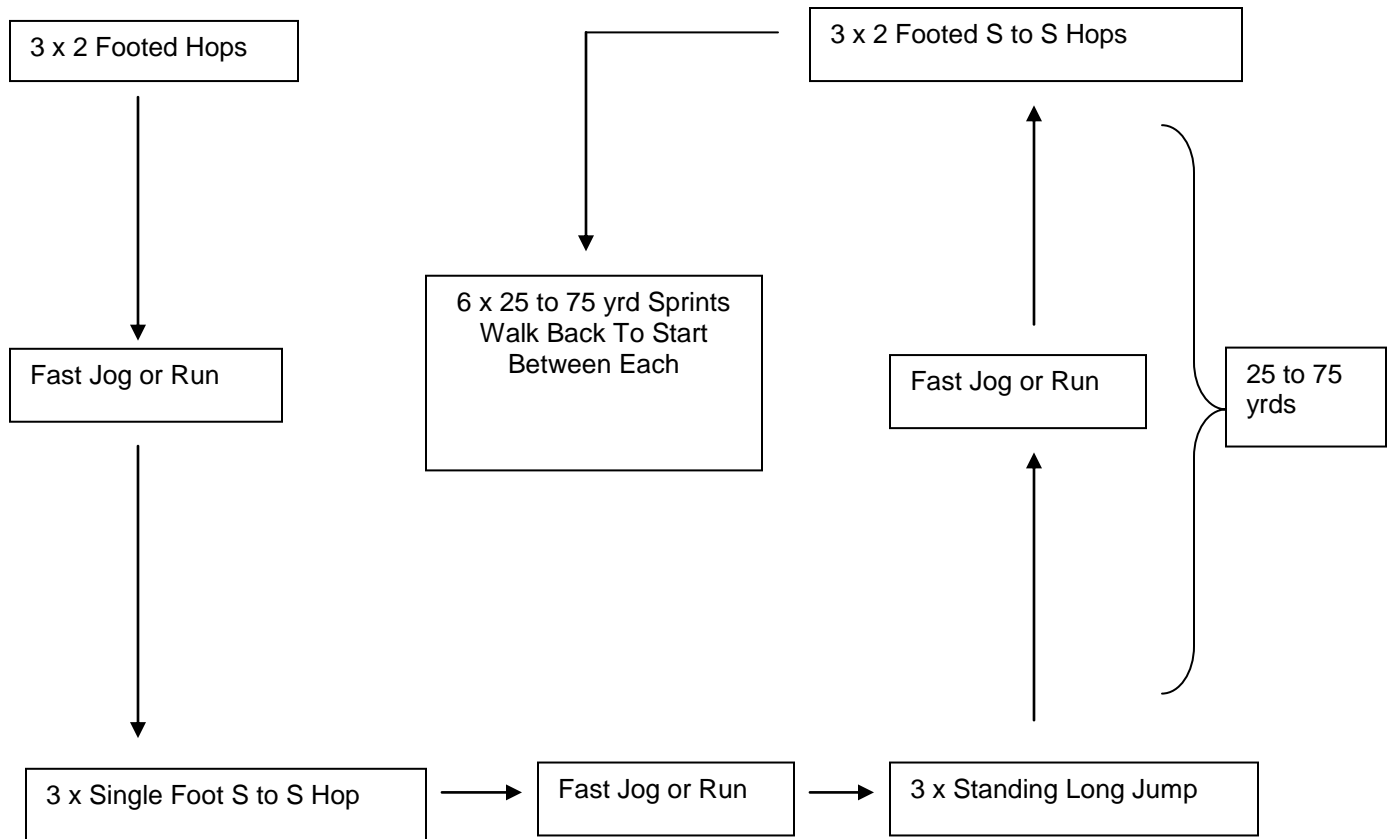 3 x 2 Footed Hops
3 x 2 Footed S to S Hops
6 x 25 to 75 yrd Sprints
Walk Back To Start
Between Each
Fast Jog or Run
Fast Jog or Run
25 to 75
yrds
3 x Single Foot S to S Hop
Fast Jog or Run
3 x Standing Long Jump